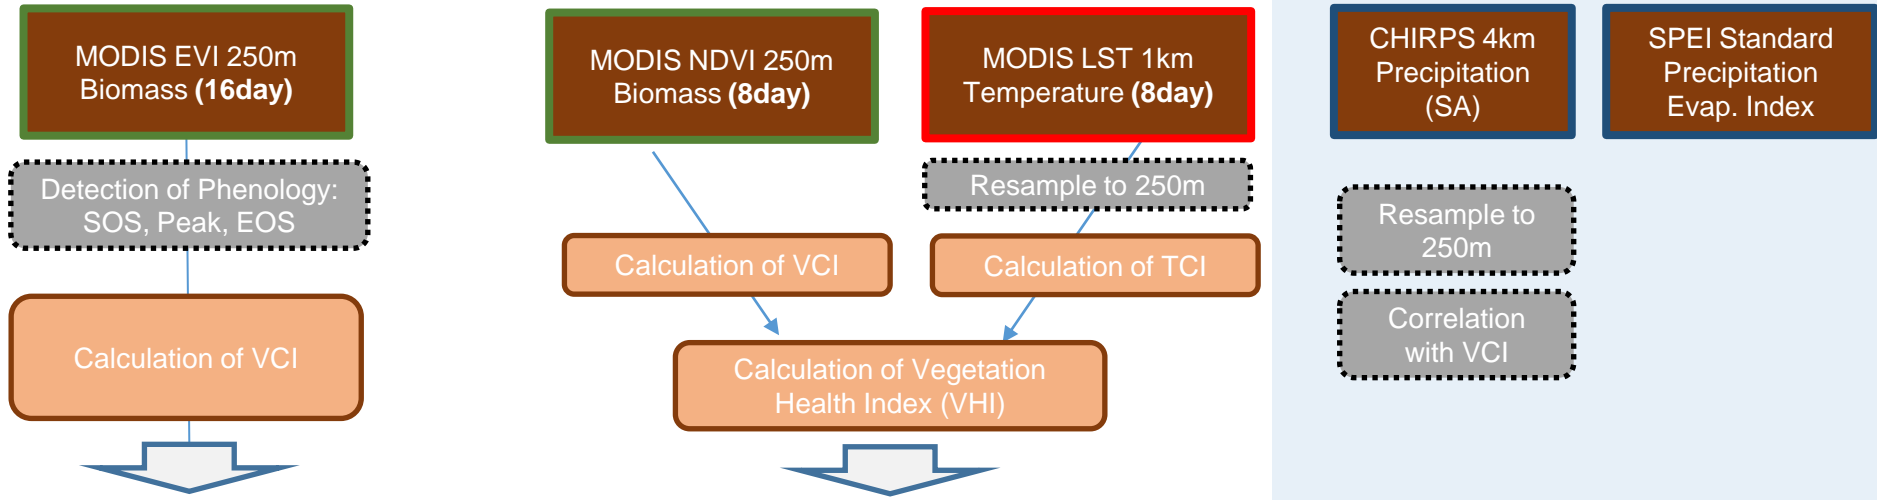 MODIS EVI 250m
Biomass (16day)
Detection of Phenology:
SOS, Peak, EOS
Calculation of VCI
MODIS NDVI 250m
Biomass (8day)
MODIS LST 1km
Temperature (8day)
Resample to 250m
Calculation of VCI
Calculation of TCI
Calculation of Vegetation
Health Index (VHI)
CHIRPS 4km
Precipitation
(SA)
Resample to
250m
Correlation
with VCI
SPEI Standard
Precipitation
Evap. Index